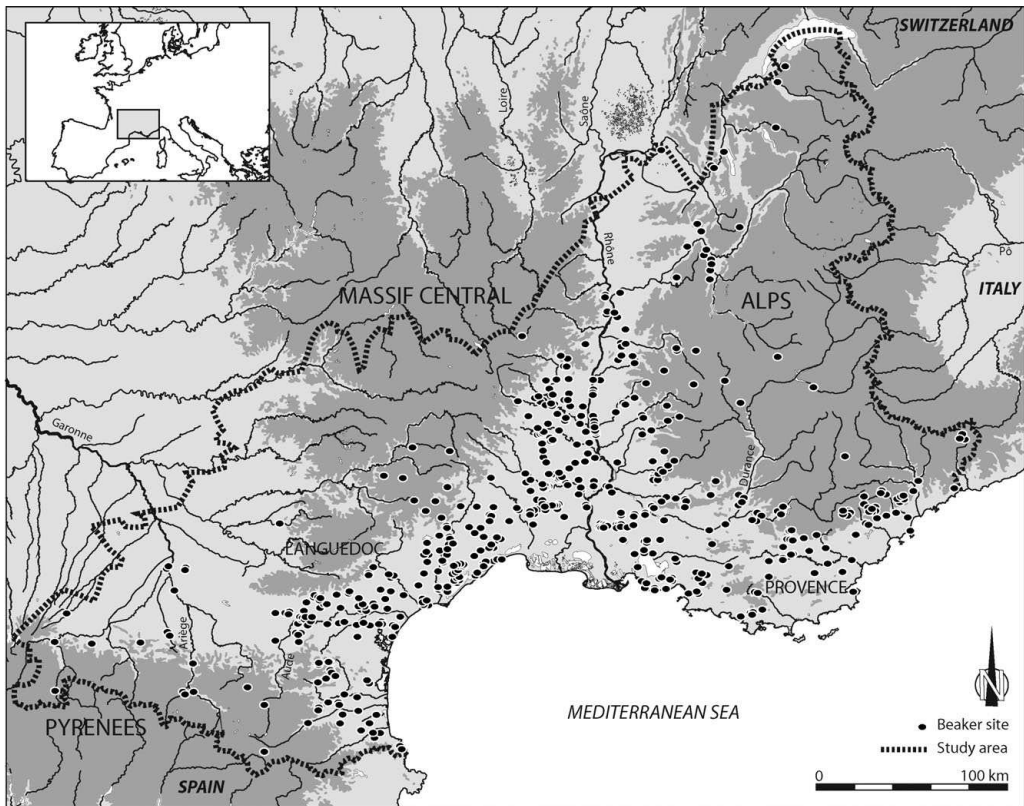 SWITZERLAND
Loire
Saône
Rhône
Pô
MASSIF CENTRAL
ALPS
ITALY
Garonne
Durance
LANGUEDOC
PROVENCE
Ariège
Aude
PYRENEES
MEDITERRANEAN SEA
SPAIN
N
Beaker site
Study area
0 100 km